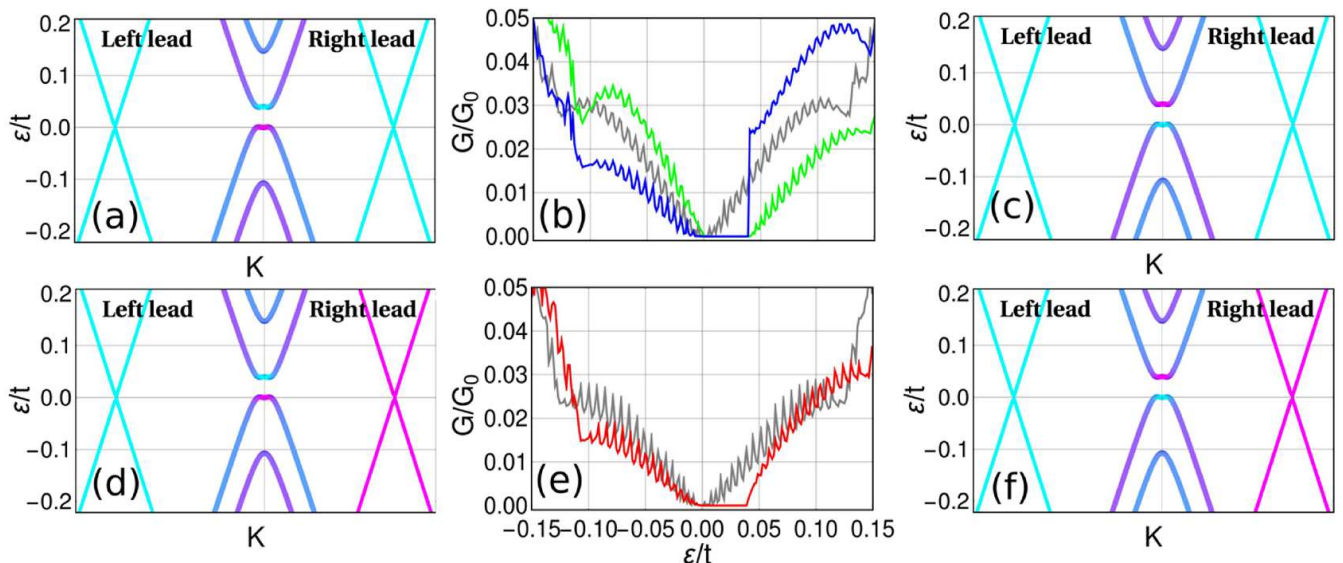 0.2
0.1
0.0
−0.1
−0.2
ε/t
Left lead
Right lead
(a)
K
0.05
0.04
0.03
0.02
0.01
0.00
G/G0
(b)
0.2
0.1
0.0
−0.1
−0.2
ε/t
Left lead
Right lead
(c)
K
0.2
0.1
0.0
−0.1
−0.2
ε/t
Left lead
Right lead
(d)
K
0.05
0.04
0.03
0.02
0.01
0.00
G/G0
(e)
−0.15−0.10−0.05 0.00 0.05 0.10 0.15
ε/t
0.2
0.1
0.0
−0.1
−0.2
ε/t
Left lead
Right lead
(f)
K